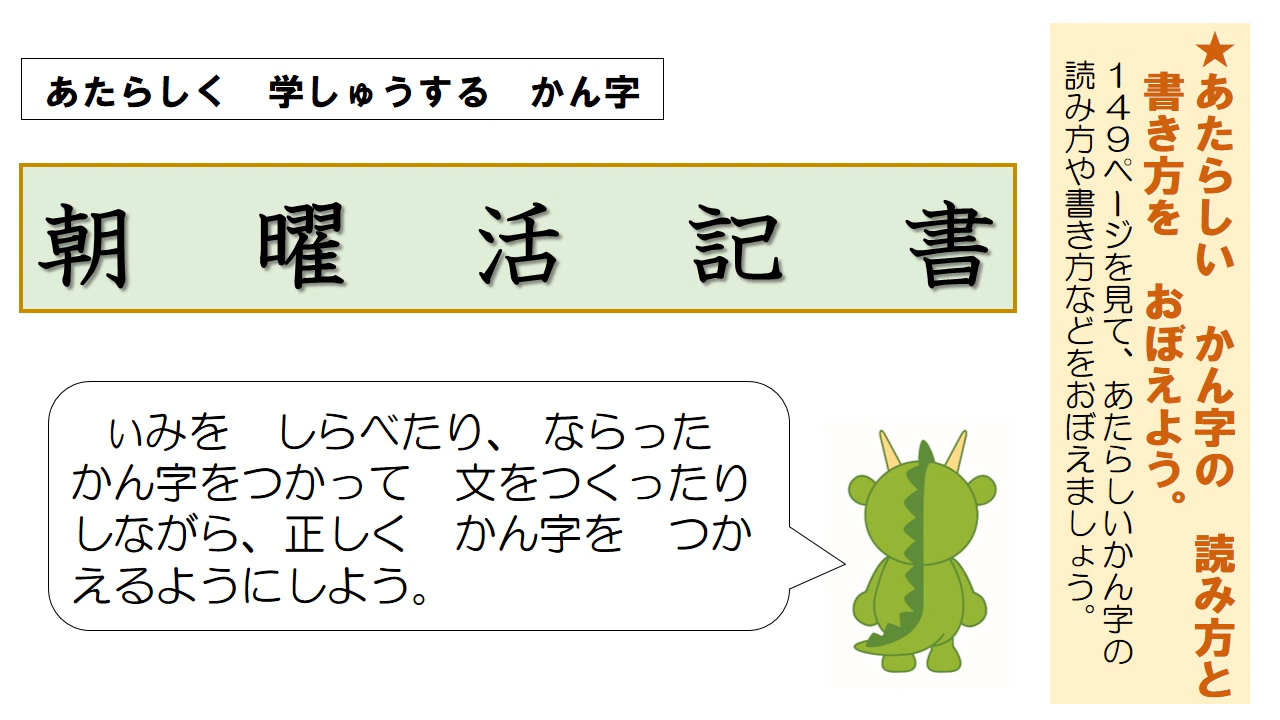 ★あたらしい　かん字の　読み方と
書き方を　おぼえよう。
１４９ページを見て、あたらしいかん字の
読み方や書き方などをおぼえましょう。
あたらしく　学しゅうする　かん字
朝　曜　活　記　書
いみを　しらべたり、ならった
かん字をつかって　文をつくったり
しながら、正しく　かん字を　つか
えるようにしよう。